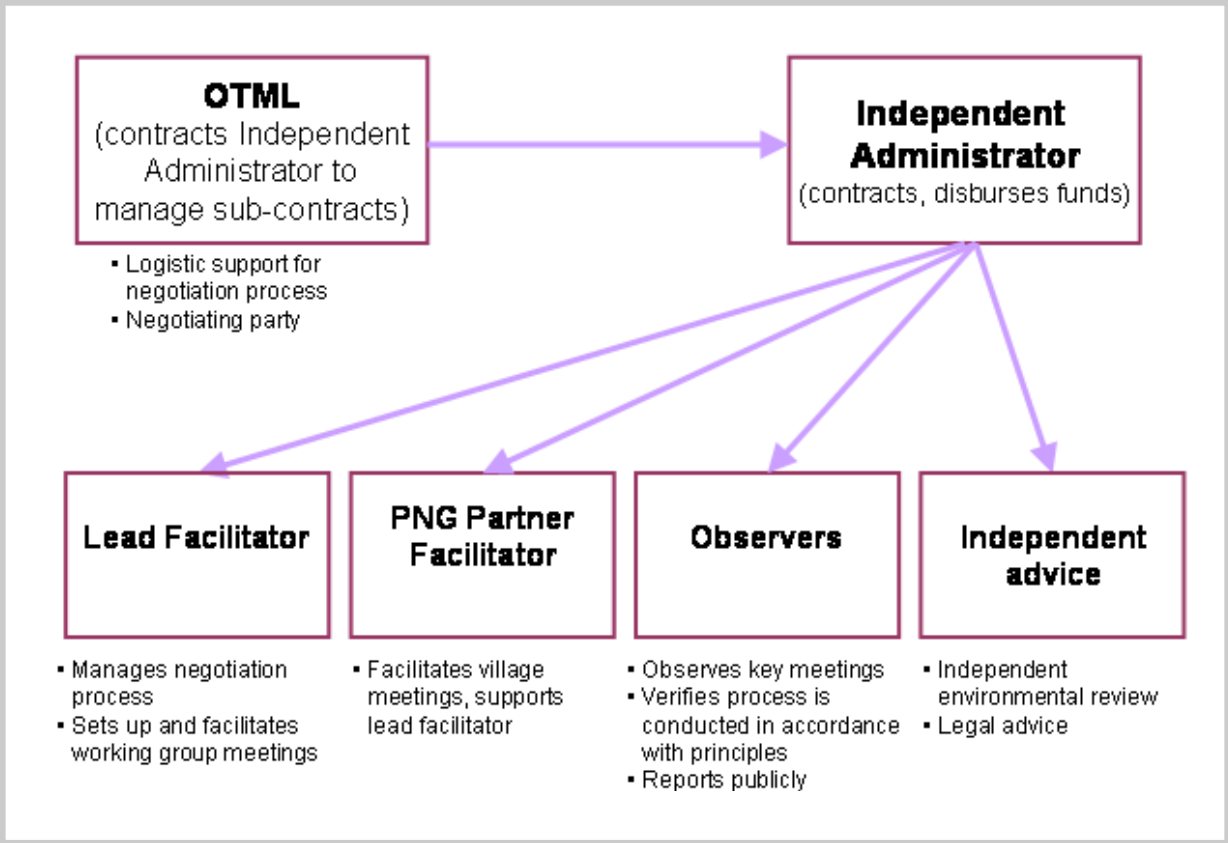 OTML
(contracts Independent
Administrator to
manage sub-contracts)
▪ Logistic support for
negotiation process
▪ Negotiating party
Independent
Administrator
(contracts, disburses funds)
Lead Facilitator
▪ Manages negotiation
process
▪ Sets up and facilitates
working group meetings
PNG Partner
Facilitator
▪ Facilitates village
meetings, supports
lead facilitator
Observers
▪ Observes key meetings
▪ Verifies process is
conducted in accordance
with principles
▪ Reports publicly
Independent
advice
▪ Independent
environmental review
▪ Legal advice